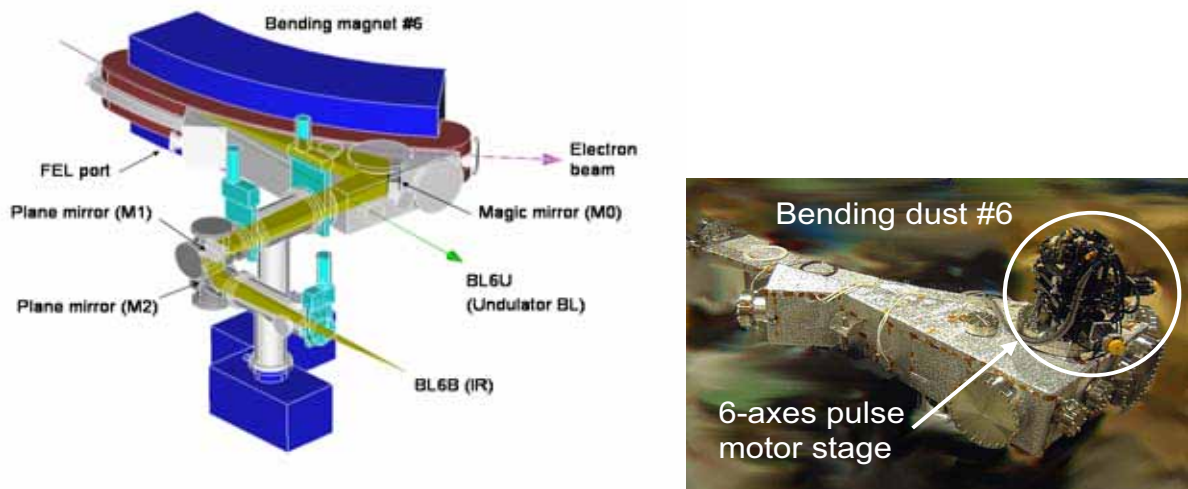 Bending magnet #6
FEL port
Electron
beam
Plane mirror (M1)
Magic mirror (M0)
Plane mirror (M2)
BL6U
(Undulator BL)
BL6B (IR)
Bending dust #6
6-axes pulse
motor stage